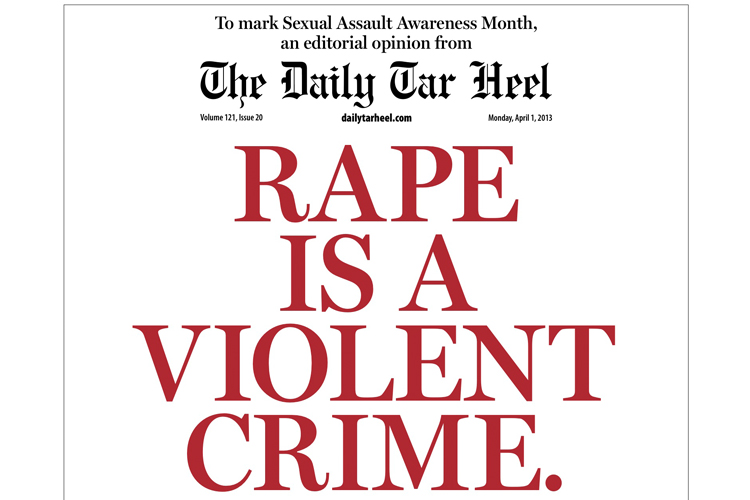 To mark Sexual Assault Awareness Month,
an editorial opinion from
The Daily Tar Heel
Volume 121, Issue 20 dailytarheel.com Monday, April 1, 2013
RAPE
IS A
VIOLENT
CRIME.